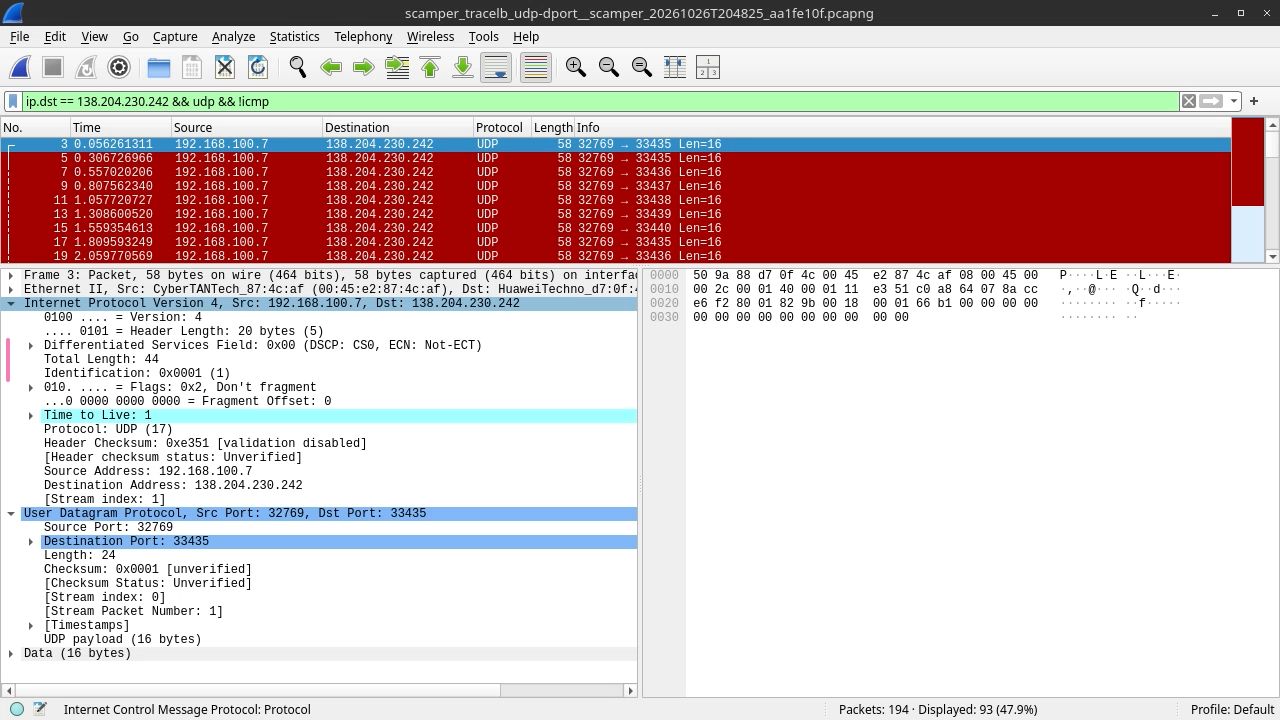 scamper_tracelb_udp-dport__scamper_20261026T204825_aa1fe10f.pcapng
File Edit View Go Capture Analyze Statistics Telephony Wireless Tools Help
ip.dst == 138.204.230.242 && udp && !icmp
No. Time Source Destination Protocol Length Info
3 0.056261311 192.168.100.7 138.204.230.242 UDP 58 32769 → 33435 Len=16
5 0.306726966 192.168.100.7 138.204.230.242 UDP 58 32769 → 33435 Len=16
7 0.557020206 192.168.100.7 138.204.230.242 UDP 58 32769 → 33436 Len=16
9 0.807562340 192.168.100.7 138.204.230.242 UDP 58 32769 → 33437 Len=16
11 1.057720727 192.168.100.7 138.204.230.242 UDP 58 32769 → 33438 Len=16
13 1.308600520 192.168.100.7 138.204.230.242 UDP 58 32769 → 33439 Len=16
15 1.559354613 192.168.100.7 138.204.230.242 UDP 58 32769 → 33440 Len=16
17 1.809593249 192.168.100.7 138.204.230.242 UDP 58 32769 → 33435 Len=16
19 2.059770569 192.168.100.7 138.204.230.242 UDP 58 32769 → 33436 Len=16
Frame 3: Packet, 58 bytes on wire (464 bits), 58 bytes captured (464 bits) on interfac
Ethernet II, Src: CyberTANTech_87:4c:af (00:45:e2:87:4c:af), Dst: HuaweiTechno_d7:0f:4
Internet Protocol Version 4, Src: 192.168.100.7, Dst: 138.204.230.242
0100 .... = Version: 4
.... 0101 = Header Length: 20 bytes (5)
Differentiated Services Field: 0x00 (DSCP: CS0, ECN: Not-ECT)
Total Length: 44
Identification: 0x0001 (1)
010. .... = Flags: 0x2, Don't fragment
...0 0000 0000 0000 = Fragment Offset: 0
Time to Live: 1
Protocol: UDP (17)
Header Checksum: 0xe351 [validation disabled]
[Header checksum status: Unverified]
Source Address: 192.168.100.7
Destination Address: 138.204.230.242
[Stream index: 1]
User Datagram Protocol, Src Port: 32769, Dst Port: 33435
Source Port: 32769
Destination Port: 33435
Length: 24
Checksum: 0x0001 [unverified]
[Checksum Status: Unverified]
[Stream index: 0]
[Stream Packet Number: 1]
[Timestamps]
UDP payload (16 bytes)
Data (16 bytes)
0000 50 9a 88 d7 0f 4c 00 45 e2 87 4c af 08 00 45 00 P····L·E ··L···E·
0010 00 2c 00 01 40 00 01 11 e3 51 c0 a8 64 07 8a cc ·,··@··· ·Q··d···
0020 e6 f2 80 01 82 9b 00 18 00 01 66 b1 00 00 00 00 ········ ··f·····
0030 00 00 00 00 00 00 00 00 00 00 ········ ··
Internet Control Message Protocol: Protocol
Packets: 194 · Displayed: 93 (47.9%)
Profile: Default